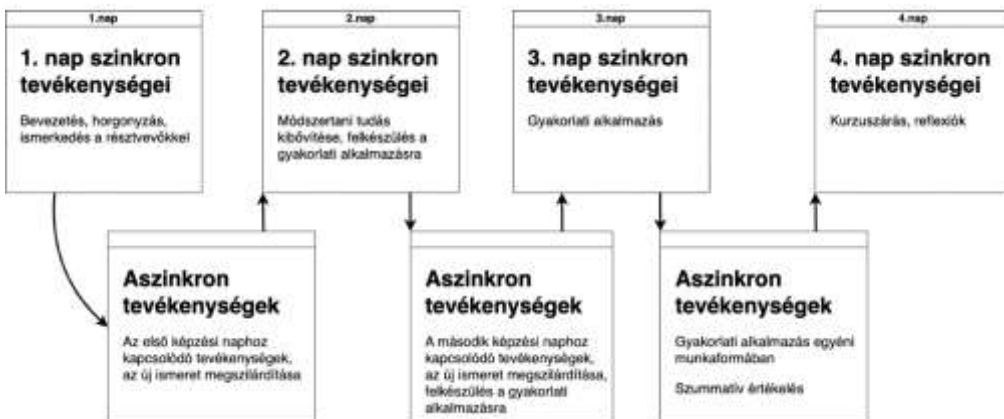 1.nap
1. nap szinkron
tevékenységei
Bevezetés, horgonyzás,
ismerkedés a résztvevőkkel
2.nap
2. nap szinkron
tevékenységei
Módszertani tudás
kibővítése, felkészülés a
gyakorlati alkalmazásra
3.nap
3. nap szinkron
tevékenységei
Gyakorlati alkalmazás
4.nap
4. nap szinkron
tevékenységei
Kurzuszárás, reflexiók
Aszinkron
tevékenységek
Az első képzési naphoz
kapcsolódó tevékenységek,
az új ismeret megszilárdítása
Aszinkron
tevékenységek
A második képzési naphoz
kapcsolódó tevékenységek,
az új ismeret megszilárdítása,
felkészülés a gyakorlati
alkalmazásra
Aszinkron
tevékenységek
Gyakorlati alkalmazás egyéni
munkaformában
Szummatív értékelés